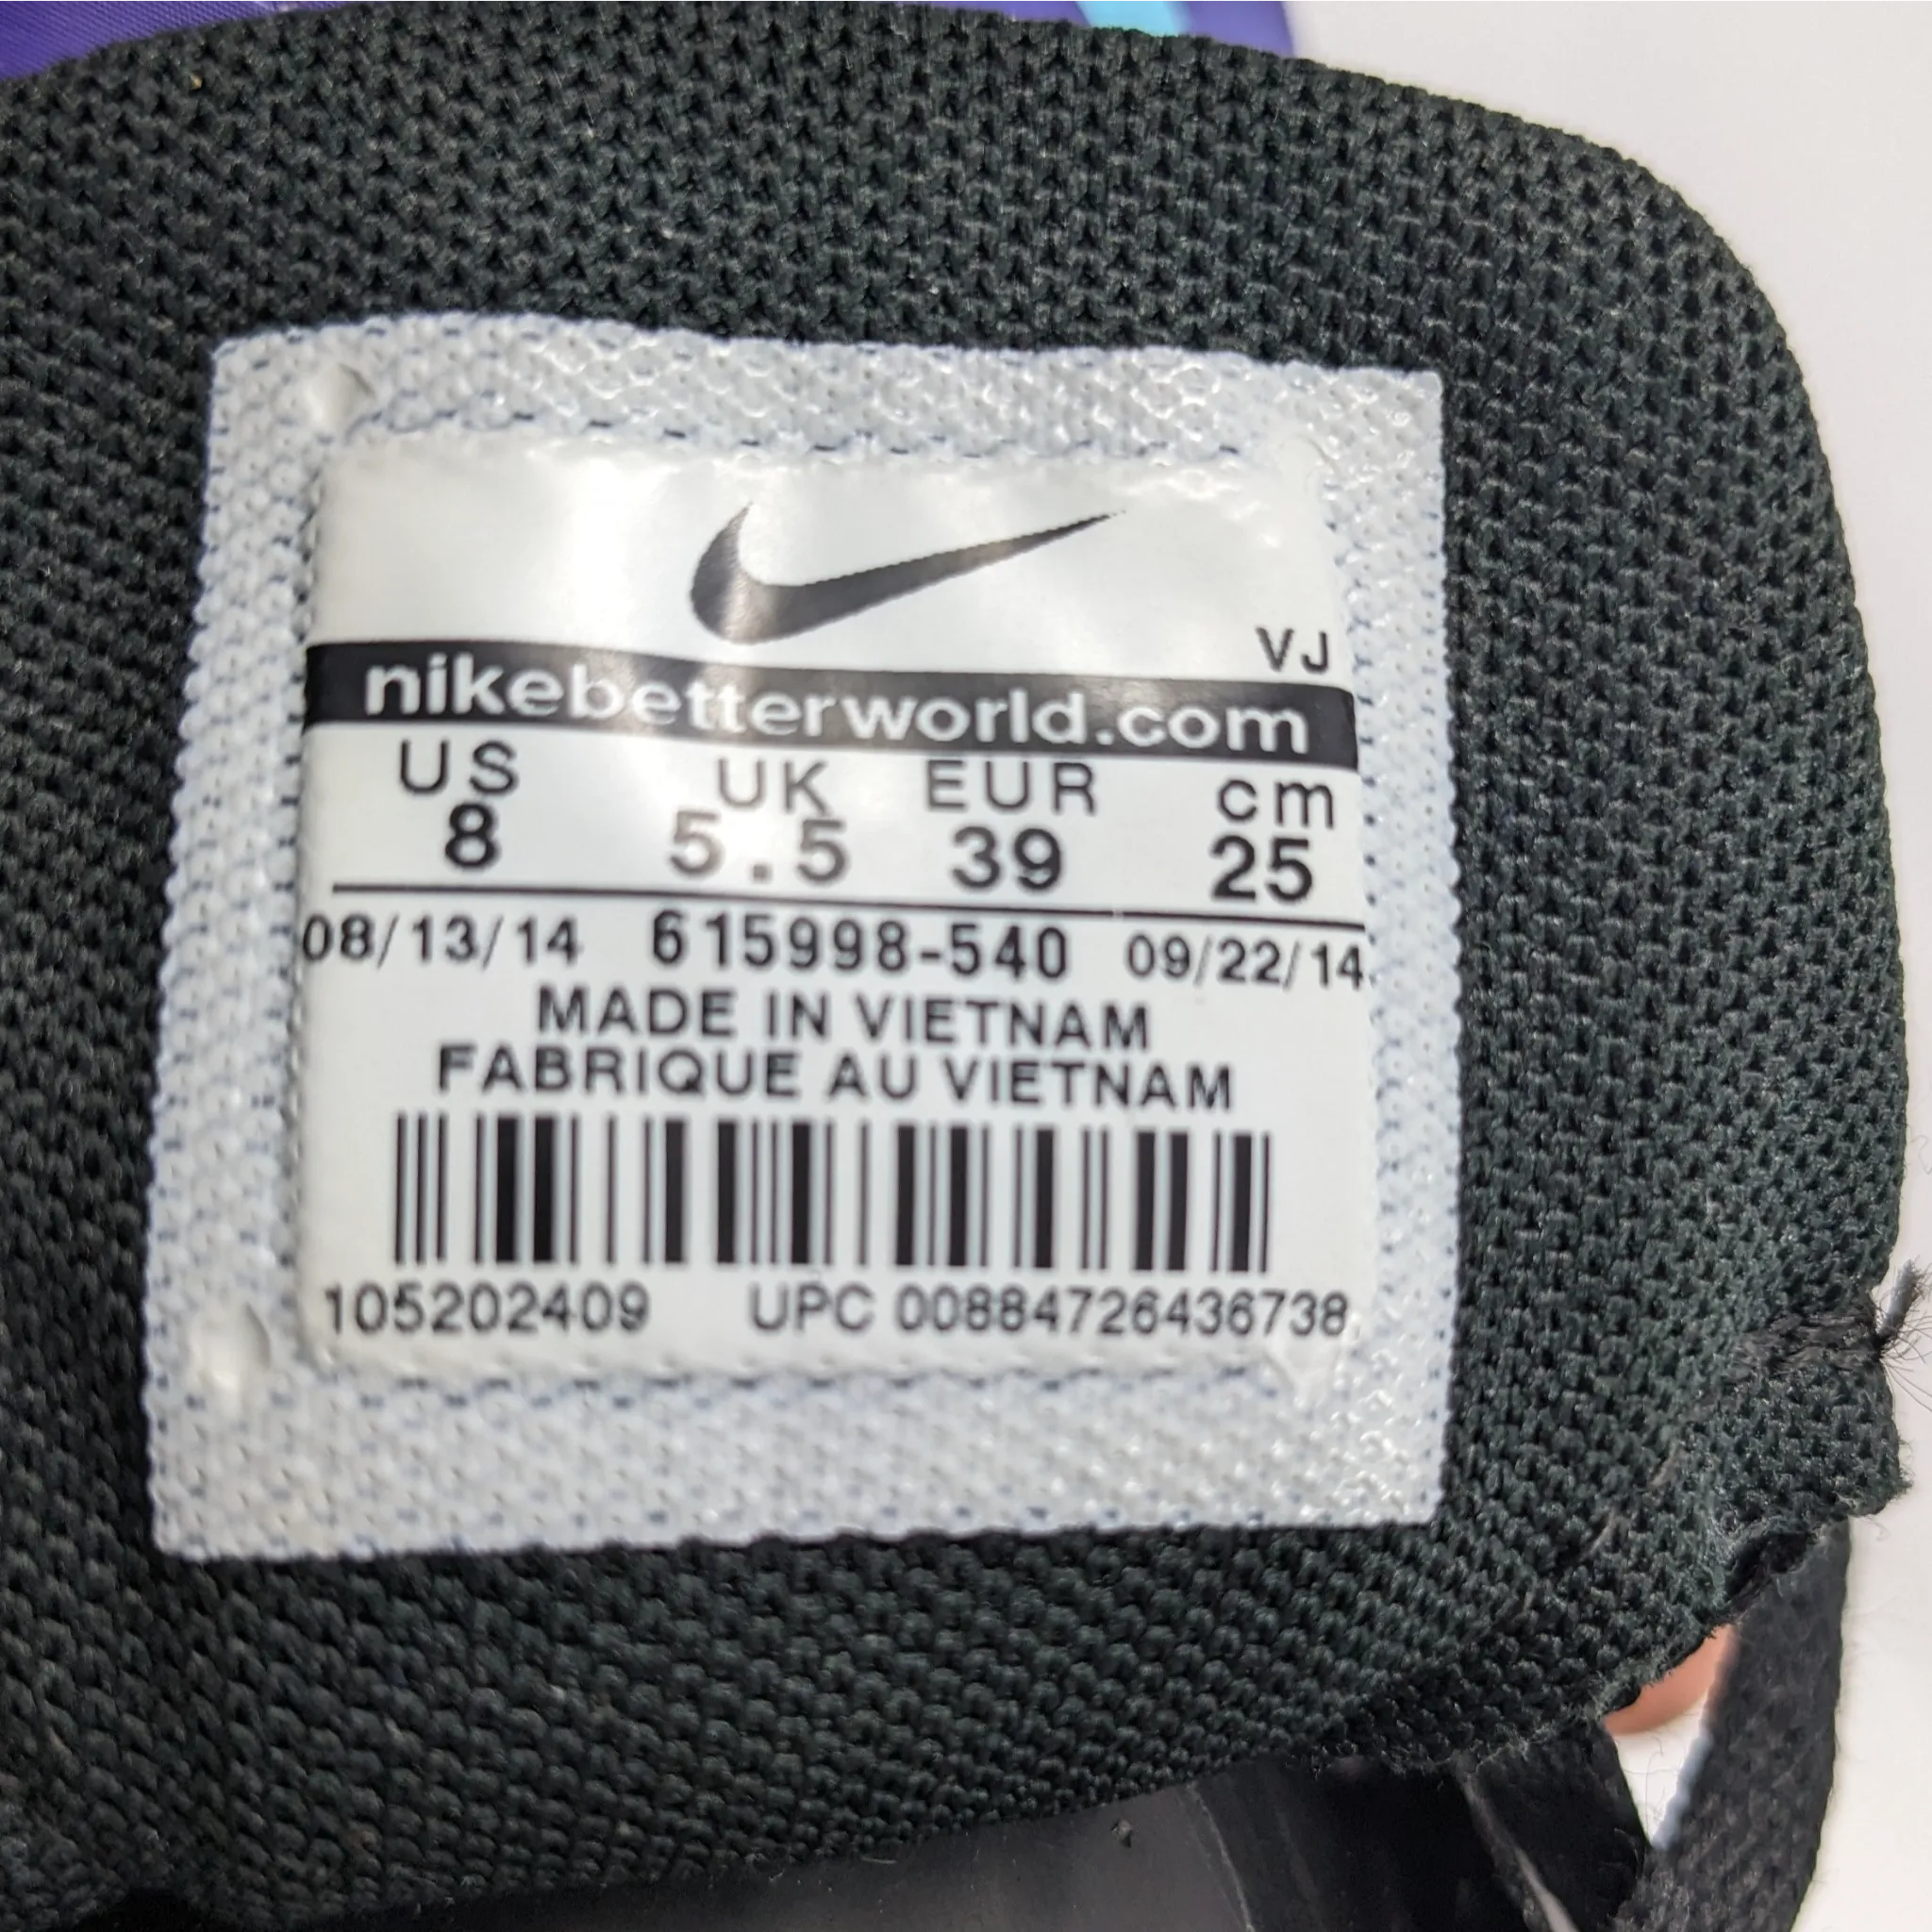 VJ
nikebetterworld.com
US UK EUR cm
8 5.5 39 25
08/13/14 615998-540 09/22/14
MADE IN VIETNAM
FABRIQUE AU VIETNAM
105202409 UPC 00884726436738